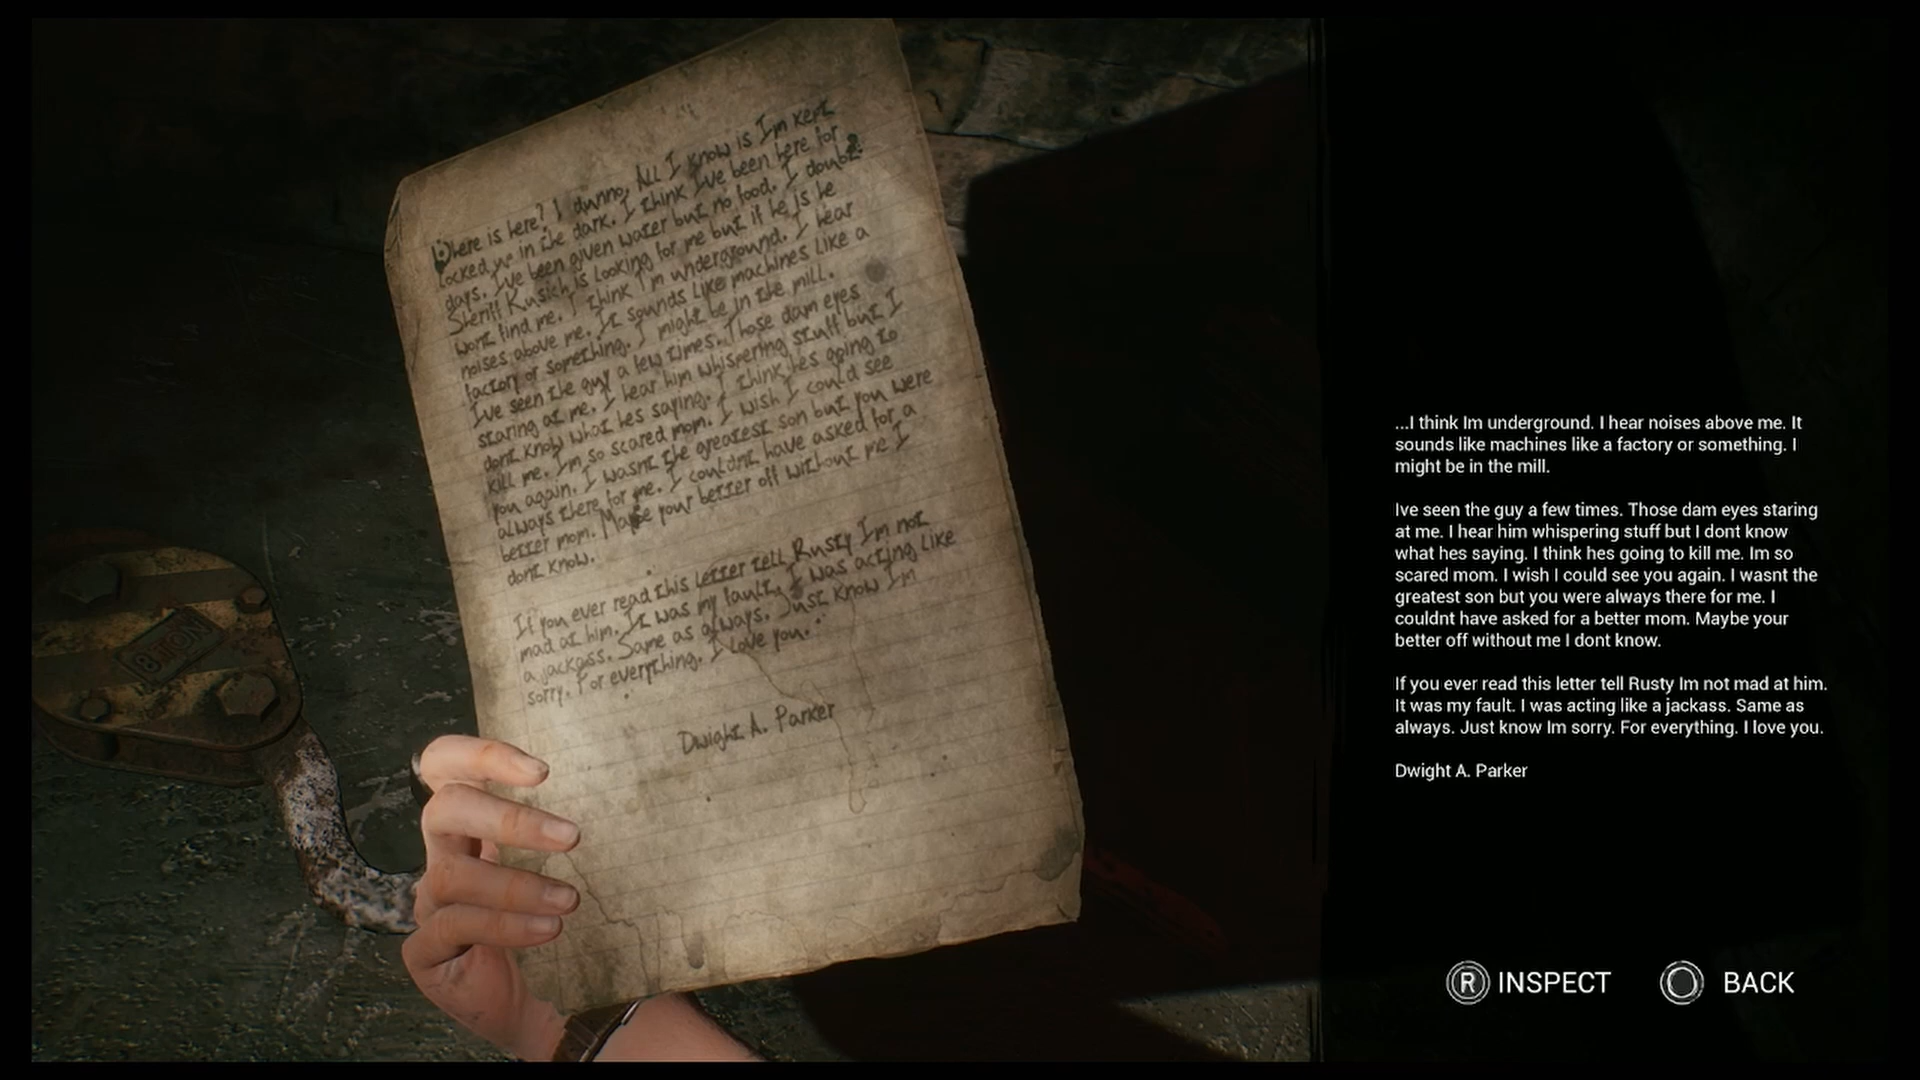 Where is here? I dunno, All I know is Im kept
locked up in the dark. I think Ive been here for
days. Ive been given water but no food. I doubt
Sheriff Kusich is looking for me but if he is he
wont find me. I think I'm underground. I hear
noises above me. It sounds like machines like a
factory or something. I might be in the mill.
Ive seen the guy a few times. Those dam eyes
staring at me. I hear him whispering stuff but I
dont know what hes saying. I think hes going to
kill me. Im so scared mom. I wish I could see
you again. I wasnt the greatest son but you were
always there for me. I couldnt have asked for a
better mom. Maybe your better off without me I
dont know.
If you ever read this letter tell Rusty Im not
mad at him. It was my fault. I was acting like
a jackass. Same as always. Just know Im
sorry. For everything. I love you.
Dwight A. Parker
8 TON
...I think Im underground. I hear noises above me. It
sounds like machines like a factory or something. I
might be in the mill.
Ive seen the guy a few times. Those dam eyes staring
at me. I hear him whispering stuff but I dont know
what hes saying. I think hes going to kill me. Im so
scared mom. I wish I could see you again. I wasnt the
greatest son but you were always there for me. I
couldnt have asked for a better mom. Maybe your
better off without me I dont know.
If you ever read this letter tell Rusty Im not mad at him.
It was my fault. I was acting like a jackass. Same as
always. Just know Im sorry. For everything. I love you.
Dwight A. Parker
R INSPECT
BACK